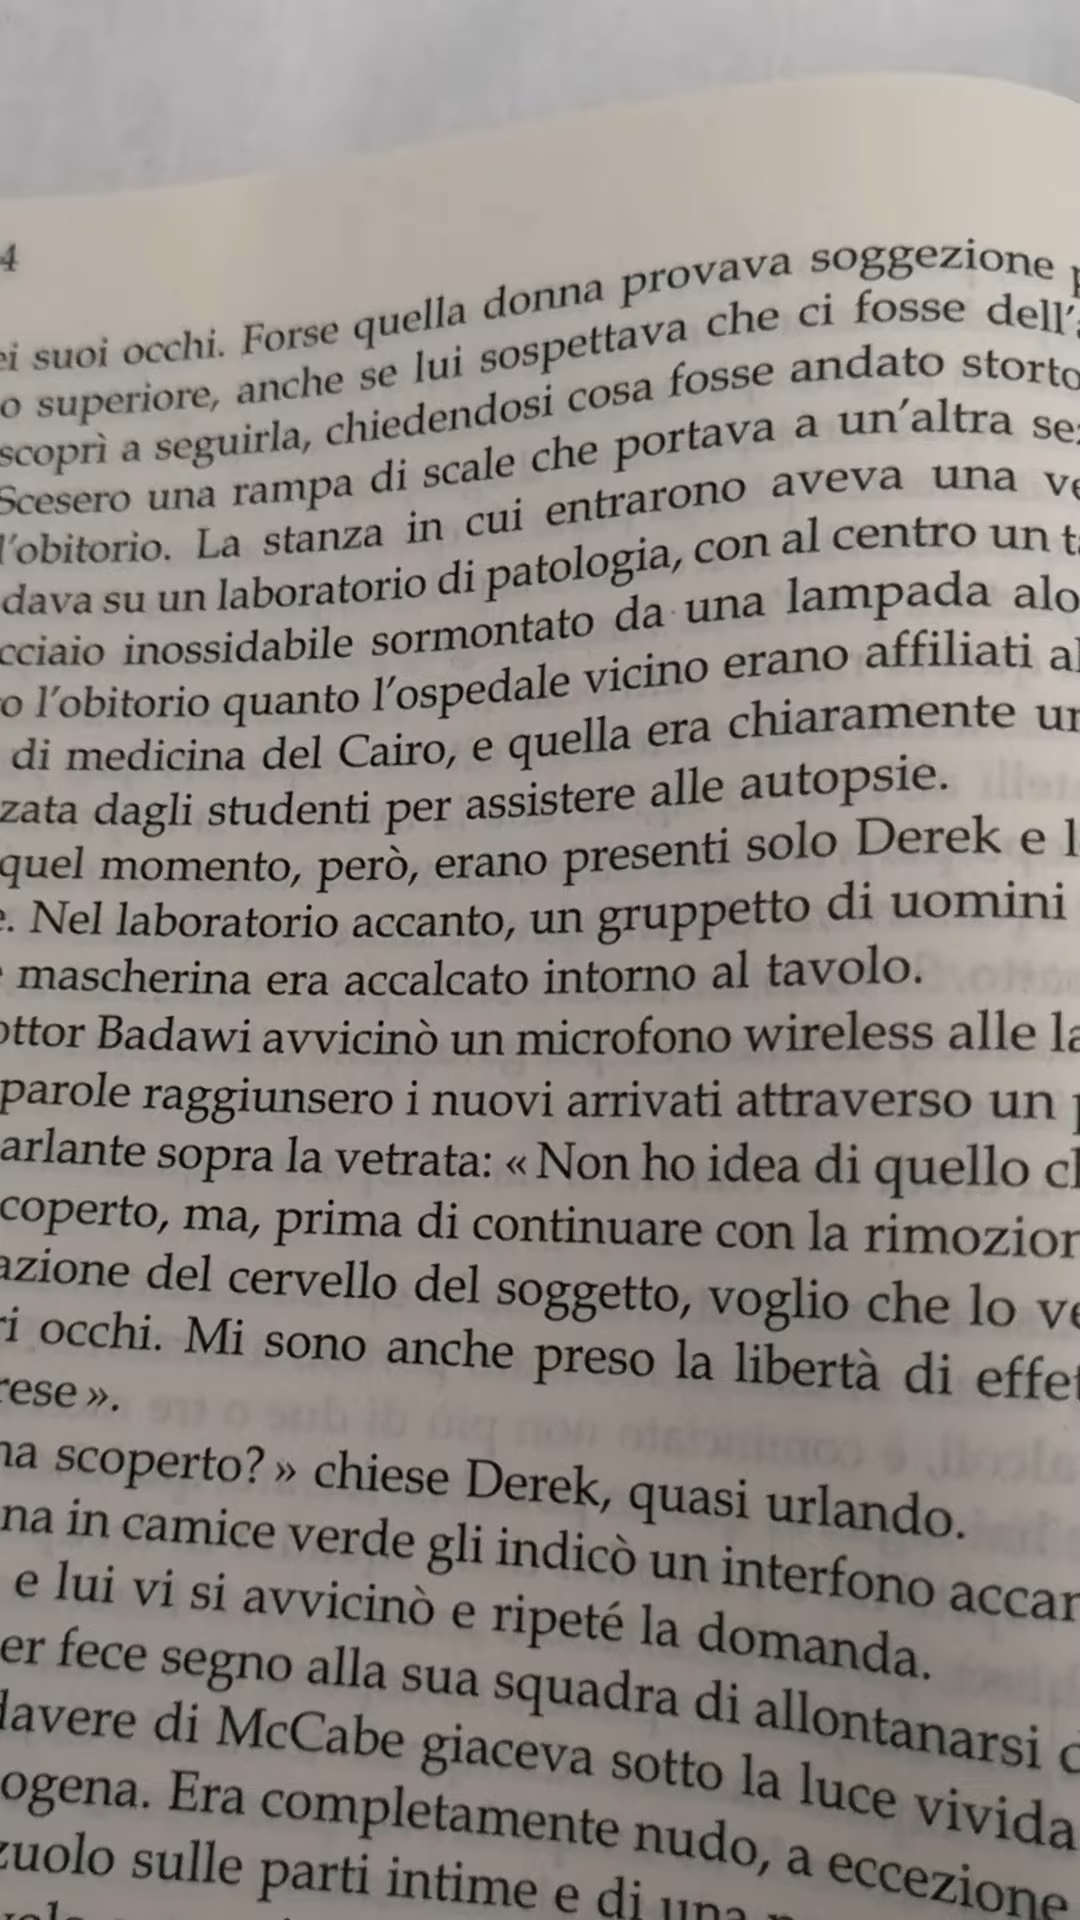 4
ei suoi occhi. Forse quella donna provava soggezione p
o superiore, anche se lui sospettava che ci fosse dell'a
scoprì a seguirla, chiedendosi cosa fosse andato storto
Scesero una rampa di scale che portava a un'altra sez
l'obitorio. La stanza in cui entrarono aveva una ve
dava su un laboratorio di patologia, con al centro un ta
cciaio inossidabile sormontato da una lampada alo
o l'obitorio quanto l'ospedale vicino erano affiliati al
di medicina del Cairo, e quella era chiaramente un
zata dagli studenti per assistere alle autopsie.
quel momento, però, erano presenti solo Derek e l
e. Nel laboratorio accanto, un gruppetto di uomini
e mascherina era accalcato intorno al tavolo.
ottor Badawi avvicinò un microfono wireless alle la
parole raggiunsero i nuovi arrivati attraverso un p
arlante sopra la vetrata: « Non ho idea di quello ch
coperto, ma, prima di continuare con la rimozion
azione del cervello del soggetto, voglio che lo ve
ri occhi. Mi sono anche preso la libertà di effet
rese ».
ha scoperto? » chiese Derek, quasi urlando.
na in camice verde gli indicò un interfono accan
e lui vi si avvicinò e ripeté la domanda.
er fece segno alla sua squadra di allontanarsi d
davere di McCabe giaceva sotto la luce vivida
ogena. Era completamente nudo, a eccezione
zuolo sulle parti intime e di una